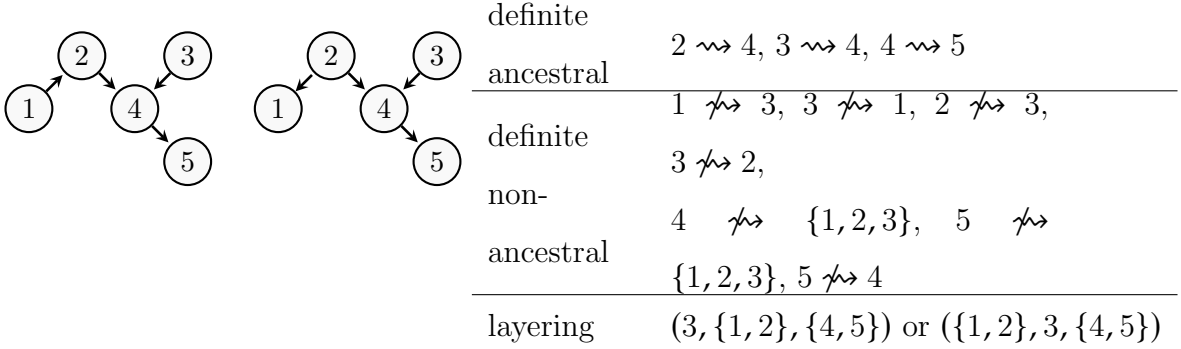 2 3 2 3
1 4 1 4
5 5
definite
ancestral
2 ⇝ 4, 3 ⇝ 4, 4 ⇝ 5
definite
non-
ancestral
1 ⇝̸ 3, 3 ⇝̸ 1, 2 ⇝̸ 3,
3 ⇝̸ 2,
4 ⇝̸ {1, 2, 3}, 5 ⇝̸
{1, 2, 3}, 5 ⇝̸ 4
layering
(3, {1, 2}, {4, 5}) or ({1, 2}, 3, {4, 5})